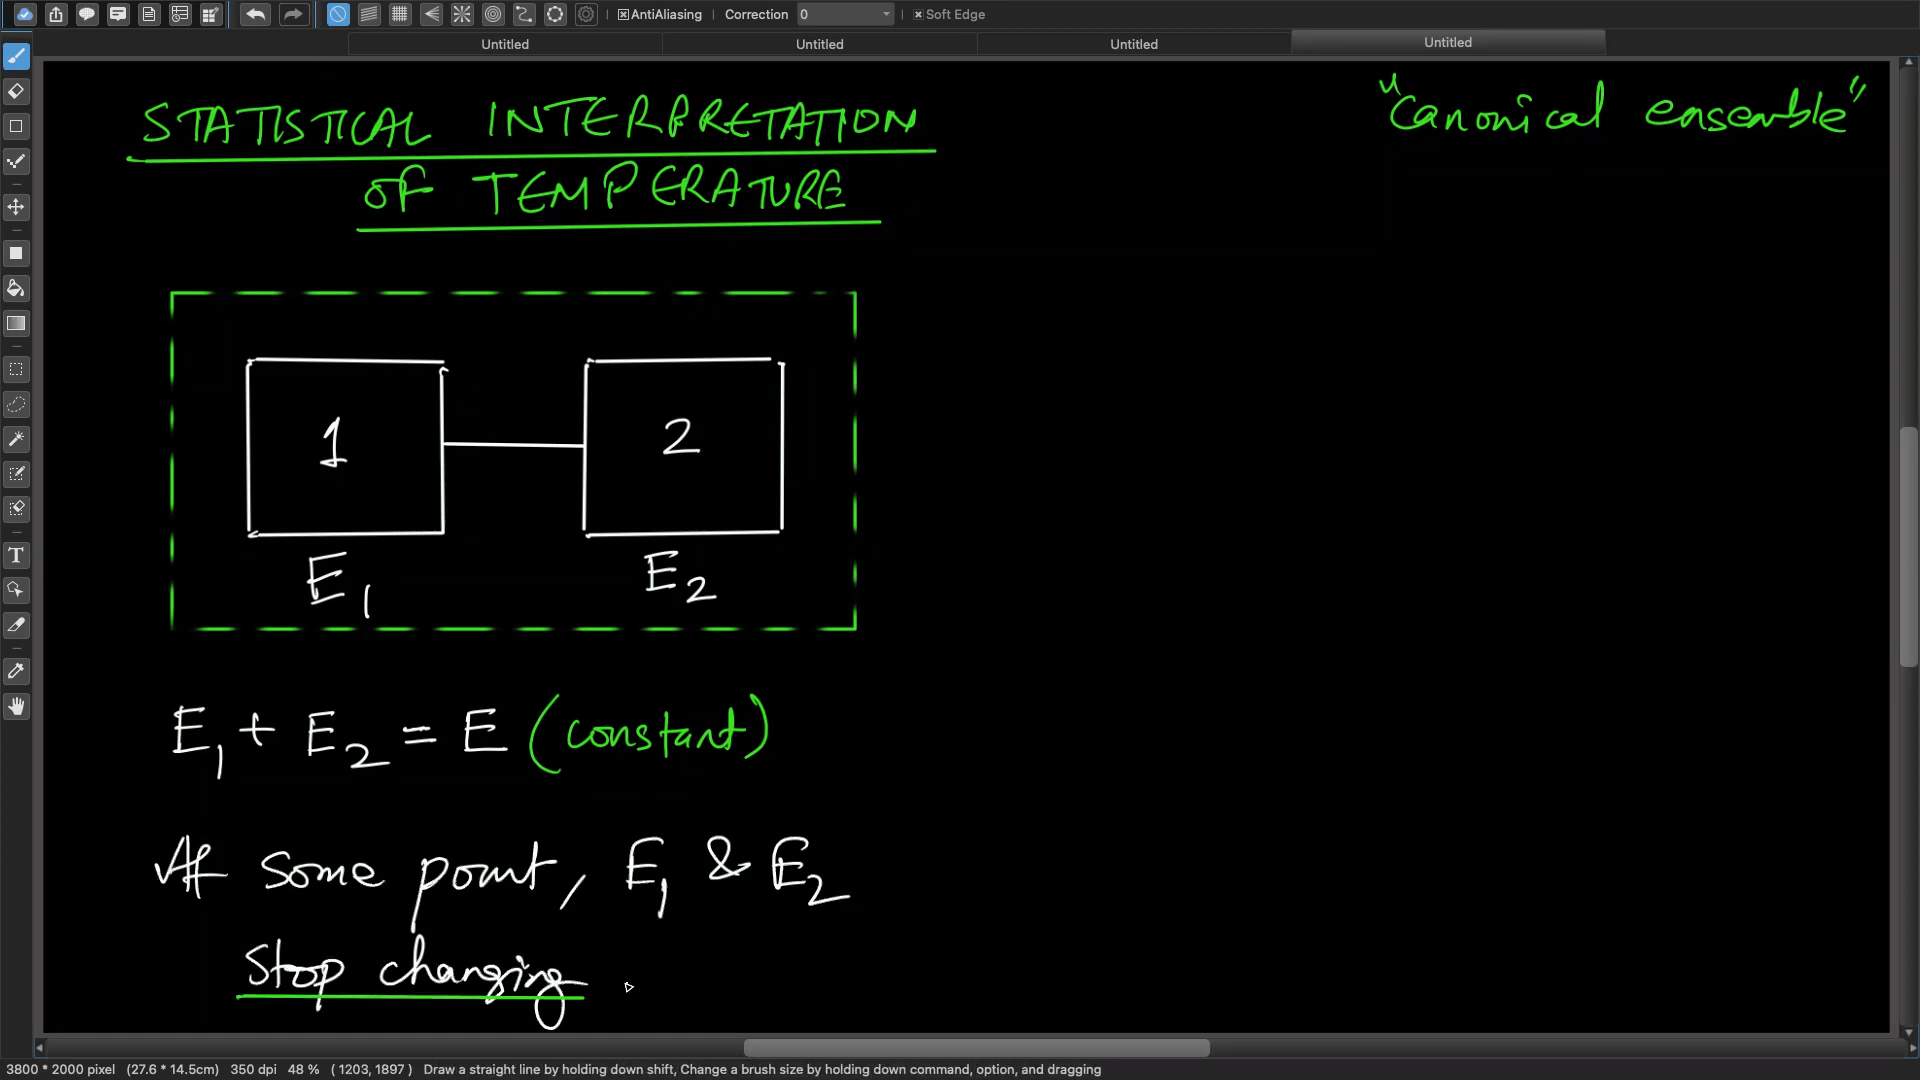 AntiAliasing Correction 0 Soft Edge
Untitled Untitled Untitled Untitled
STATISTICAL INTERPRETATION
OF TEMPERATURE
"Canonical ensemble"
1 2
E1 E2
E1 + E2 = E (constant)
At some point, E1 & E2
Stop changing
3800 * 2000 pixel (27.6 * 14.5cm) 350 dpi 48 % ( 1203, 1897 ) Draw a straight line by holding down shift, Change a brush size by holding down command, option, and dragging